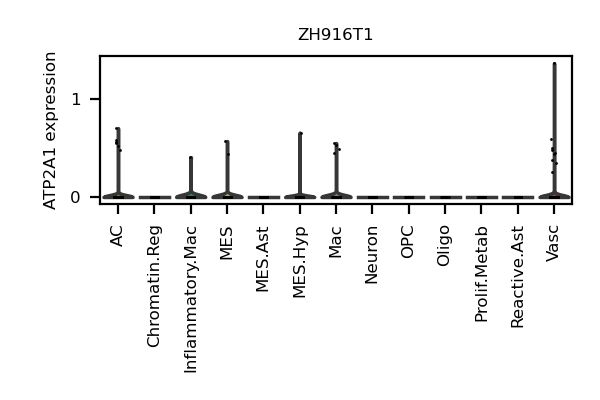 ZH916T1
ATP2A1 expression
1
0
AC
Chromatin.Reg
Inflammatory.Mac
MES
MES.Ast
MES.Hyp
Mac
Neuron
OPC
Oligo
Prolif.Metab
Reactive.Ast
Vasc